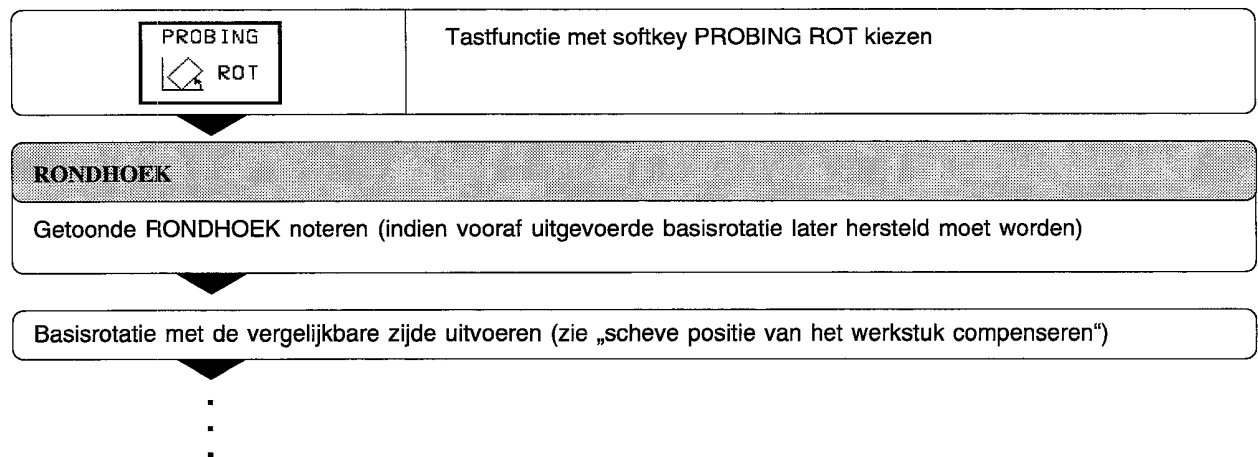 PROBING
ROT
Tastfunctie met softkey PROBING ROT kiezen
RONDHOEK
Getoonde RONDHOEK noteren (indien vooraf uitgevoerde basisrotatie later hersteld moet worden)
Basisrotatie met de vergelijkbare zijde uitvoeren (zie „scheve positie van het werkstuk compenseren“)